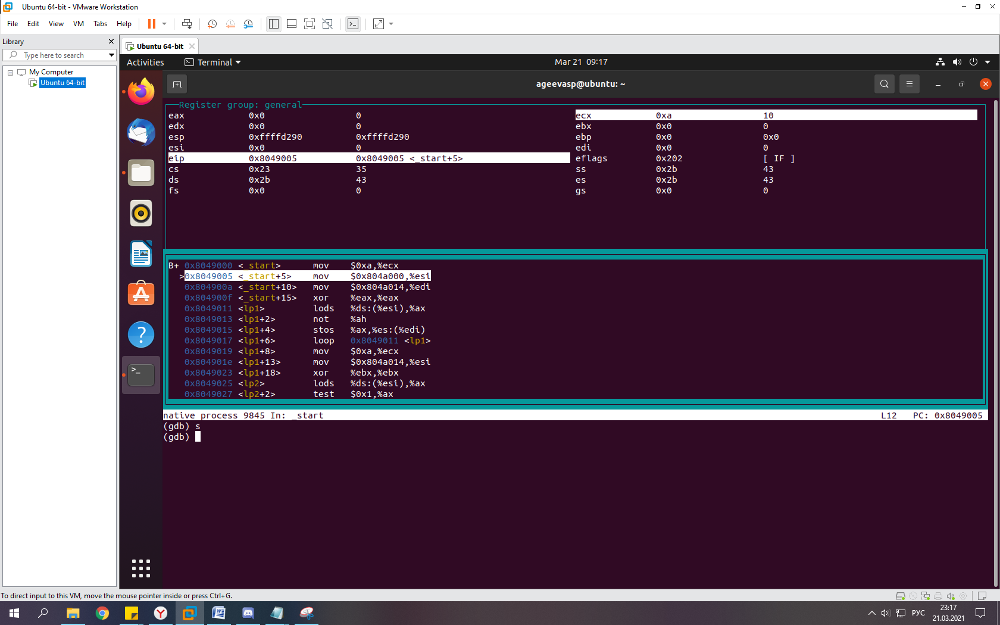 Ubuntu 64-bit - VMware Workstation
File Edit View VM Tabs Help
Library
Type here to search
My Computer
Ubuntu 64-bit
Ubuntu 64-bit
Activities Terminal Mar 21 09:17
ageevasp@ubuntu: ~
Register group: general
eax 0x0 0 ecx 0xa 10
edx 0x0 0 ebx 0x0 0
esp 0xffffd290 0xffffd290 ebp 0x0 0x0
esi 0x0 0 edi 0x0 0
eip 0x8049005 0x8049005 <_start+5> eflags 0x202 [ IF ]
cs 0x23 35 ss 0x2b 43
ds 0x2b 43 es 0x2b 43
fs 0x0 0 gs 0x0 0
B+ 0x8049000 <_start> mov $0xa,%ecx
>0x8049005 <_start+5> mov $0x804a000,%esi
0x804900a <_start+10> mov $0x804a014,%edi
0x804900f <_start+15> xor %eax,%eax
0x8049011 <lp1> lods %ds:(%esi),%ax
0x8049013 <lp1+2> not %ah
0x8049015 <lp1+4> stos %ax,%es:(%edi)
0x8049017 <lp1+6> loop 0x8049011 <lp1>
0x8049019 <lp1+8> mov $0xa,%ecx
0x804901e <lp1+13> mov $0x804a014,%esi
0x8049023 <lp1+18> xor %ebx,%ebx
0x8049025 <lp2> lods %ds:(%esi),%ax
0x8049027 <lp2+2> test $0x1,%ax
native process 9845 In: _start L12 PC: 0x8049005
(gdb) s
(gdb)
To direct input to this VM, move the mouse pointer inside or press Ctrl+G.
РУС
23:17
21.03.2021